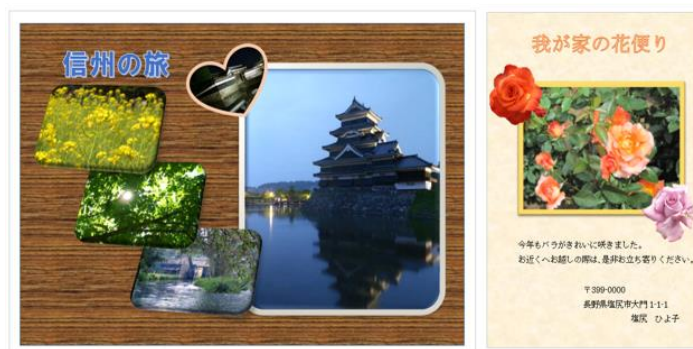 信州の旅
我が家の花便り
今年もバラがきれいに咲きました。
お近くへお越しの際は、是非お立ち寄りください。
〒399-0000
長野県塩尻市大門 1-1-1
塩尻　ひよ子